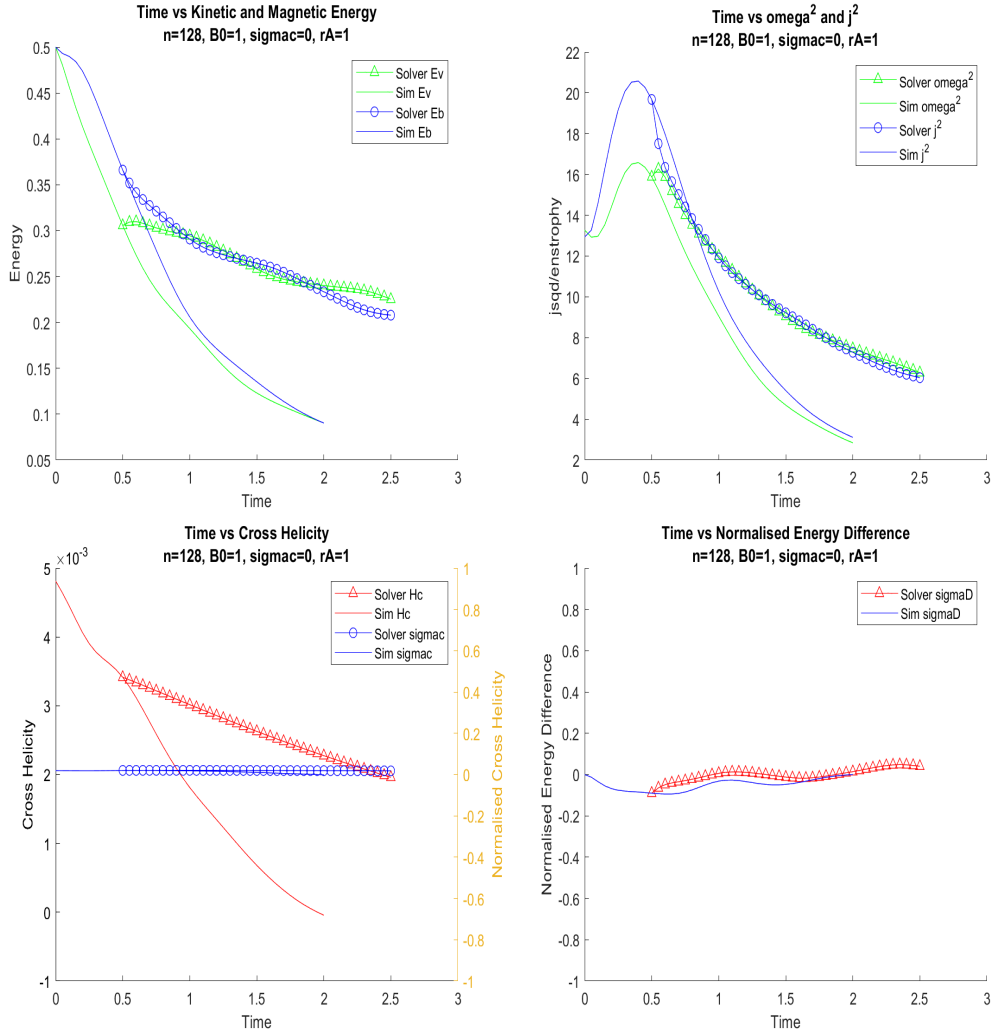 Time vs Kinetic and Magnetic Energy
n=128, B0=1, sigmac=0, rA=1
0.5
0.45
0.4
0.35
0.3
0.25
0.2
0.15
0.1
0.05
Energy
0 0.5 1 1.5 2 2.5 3
Time
Solver Ev
Sim Ev
Solver Eb
Sim Eb
Time vs omega² and j²
n=128, B0=1, sigmac=0, rA=1
22
20
18
16
14
12
10
8
6
4
2
jsqd/enstrophy
0 0.5 1 1.5 2 2.5 3
Time
Solver omega²
Sim omega²
Solver j²
Sim j²
Time vs Cross Helicity
n=128, B0=1, sigmac=0, rA=1
×10⁻³
5
4
3
2
1
0
-1
Cross Helicity
0 0.5 1 1.5 2 2.5 3
Time
Solver Hc
Sim Hc
Solver sigmac
Sim sigmac
1
0.8
0.6
0.4
0.2
0
-0.2
-0.4
-0.6
-0.8
-1
Normalised Cross Helicity
Time vs Normalised Energy Difference
n=128, B0=1, sigmac=0, rA=1
1
0.8
0.6
0.4
0.2
0
-0.2
-0.4
-0.6
-0.8
-1
Normalised Energy Difference
0 0.5 1 1.5 2 2.5 3
Time
Solver sigmaD
Sim sigmaD